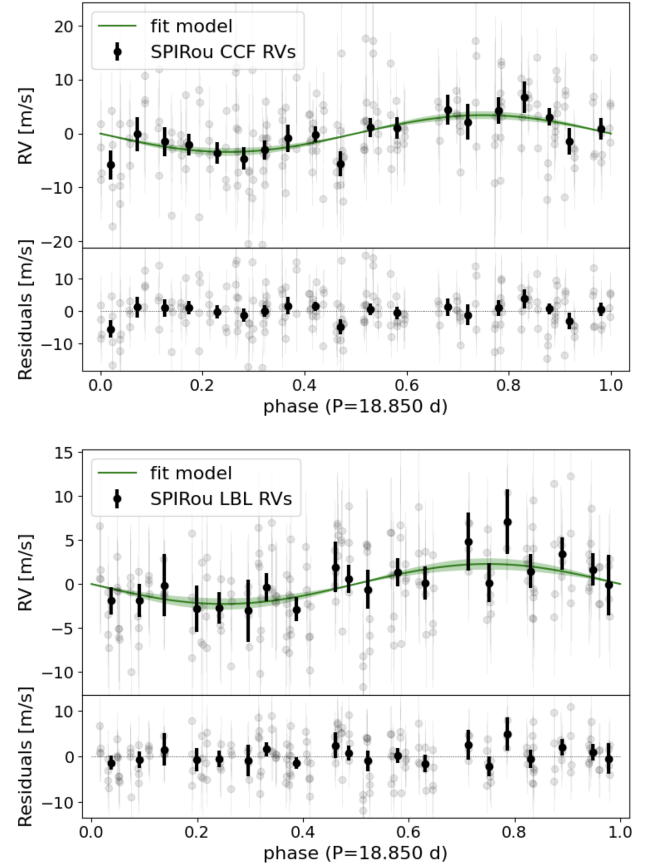 fit model
SPIRou CCF RVs
RV [m/s]
20
10
0
−10
−20
Residuals [m/s]
10
0
−10
0.0 0.2 0.4 0.6 0.8 1.0
phase (P=18.850 d)
fit model
SPIRou LBL RVs
RV [m/s]
15
10
5
0
−5
−10
Residuals [m/s]
10
0
−10
0.0 0.2 0.4 0.6 0.8 1.0
phase (P=18.850 d)